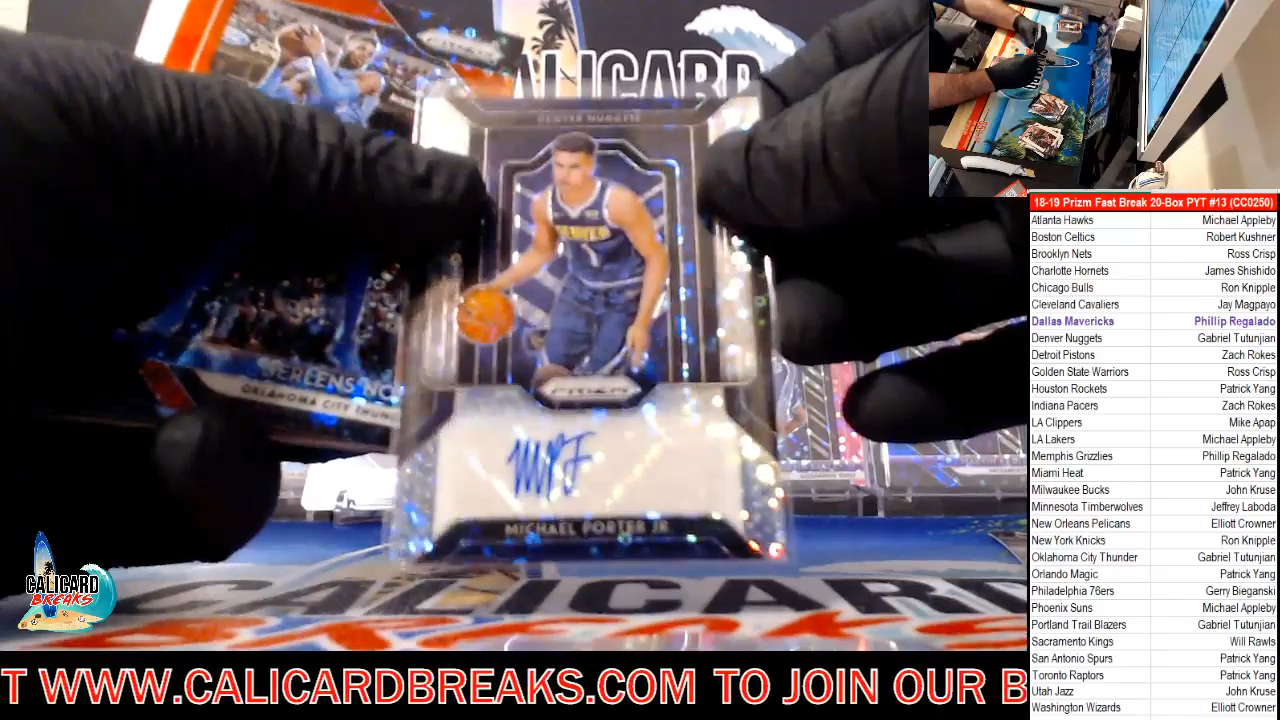 CALICARD
DENVER NUGGETS
PRIZM
MPJ
MICHAEL PORTER JR
OKLAHOMA CITY THUN
CALICARD
BREAKS
CALICARD
Breaks
T WWW.CALICARDBREAKS.COM TO JOIN OUR B
18-19 Prizm Fast Break 20-Box PYT #13 (CC0250)
Atlanta Hawks Michael Appleby
Boston Celtics Robert Kushner
Brooklyn Nets Ross Crisp
Charlotte Hornets James Shishido
Chicago Bulls Ron Knipple
Cleveland Cavaliers Jay Magpayo
Dallas Mavericks Phillip Regalado
Denver Nuggets Gabriel Tutunjian
Detroit Pistons Zach Rokes
Golden State Warriors Ross Crisp
Houston Rockets Patrick Yang
Indiana Pacers Zach Rokes
LA Clippers Mike Apap
LA Lakers Michael Appleby
Memphis Grizzlies Phillip Regalado
Miami Heat Patrick Yang
Milwaukee Bucks John Kruse
Minnesota Timberwolves Jeffrey Laboda
New Orleans Pelicans Elliott Crowner
New York Knicks Ron Knipple
Oklahoma City Thunder Gabriel Tutunjian
Orlando Magic Patrick Yang
Philadelphia 76ers Gerry Bieganski
Phoenix Suns Michael Appleby
Portland Trail Blazers Gabriel Tutunjian
Sacramento Kings Will Rawls
San Antonio Spurs Patrick Yang
Toronto Raptors Patrick Yang
Utah Jazz John Kruse
Washington Wizards Elliott Crowner